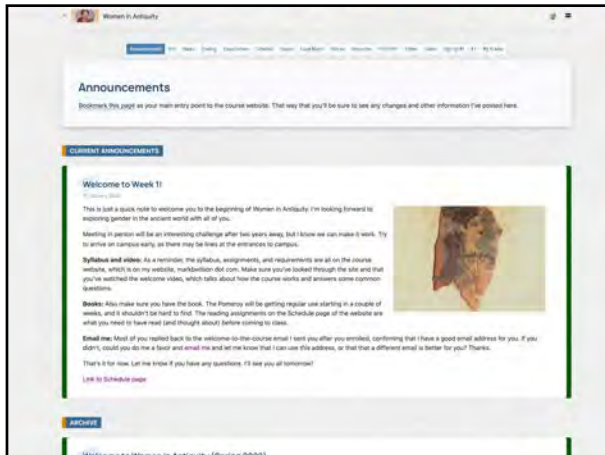 Women in Antiquity
Announcements
Announcements
Bookmark this page as your main entry point to the course website. That way that you'll be sure to see any changes and other information I've posted here.
CURRENT ANNOUNCEMENTS
Welcome to Week 1!
This is just a quick note to welcome you to the beginning of Women in Antiquity. I'm looking forward to
exploring gender in the ancient world with all of you.
Meeting in person will be an interesting challenge after two years away, but I know we can make it work. Try
to arrive on campus early, as there may be lines at the entrances to campus.
Syllabus and video: As a reminder, the syllabus, assignments, and requirements are all on the course
website, which is on my website, markbwilson dot com. Make sure you've looked through the site and that
you've watched the welcome video, which talks about how the course works and answers some common
questions.
Books: Also make sure you have the book. The Pomeroy will be getting regular use starting in a couple of
weeks, and it shouldn't be hard to find. The reading assignments on the Schedule page of the website are
what you need to have read (and thought about) before coming to class.
Email me: Most of you replied back to the welcome-to-the-course email I sent you after you enrolled, confirming that I have a good email address for you. If you
didn't, could you do me a favor and email me and let me know that I can use this address, or that that a different email is better for you? Thanks.
That's it for now. Let me know if you have any questions. I'll see you all tomorrow!
Link to Schedule page
ARCHIVE